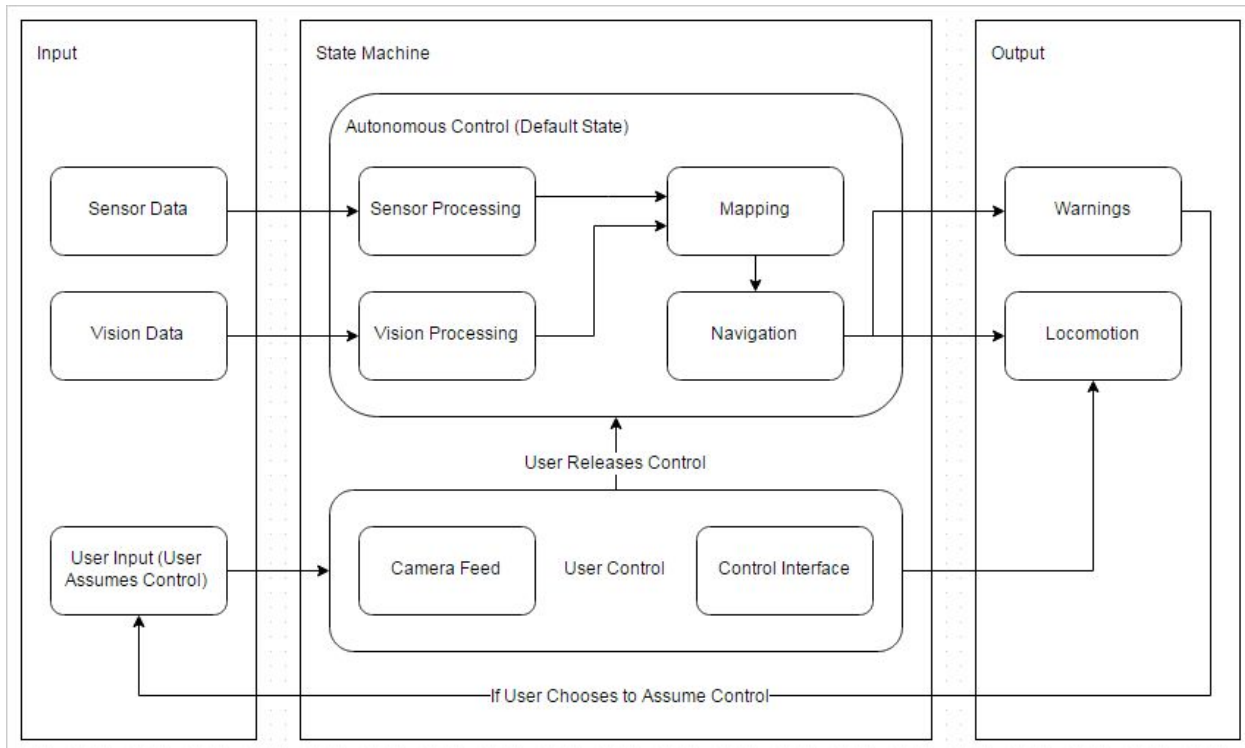 Input
State Machine
Output
Autonomous Control (Default State)
Sensor Data
Sensor Processing
Mapping
Warnings
Vision Data
Vision Processing
Navigation
Locomotion
User Releases Control
User Input (User
Assumes Control)
Camera Feed
User Control
Control Interface
If User Chooses to Assume Control